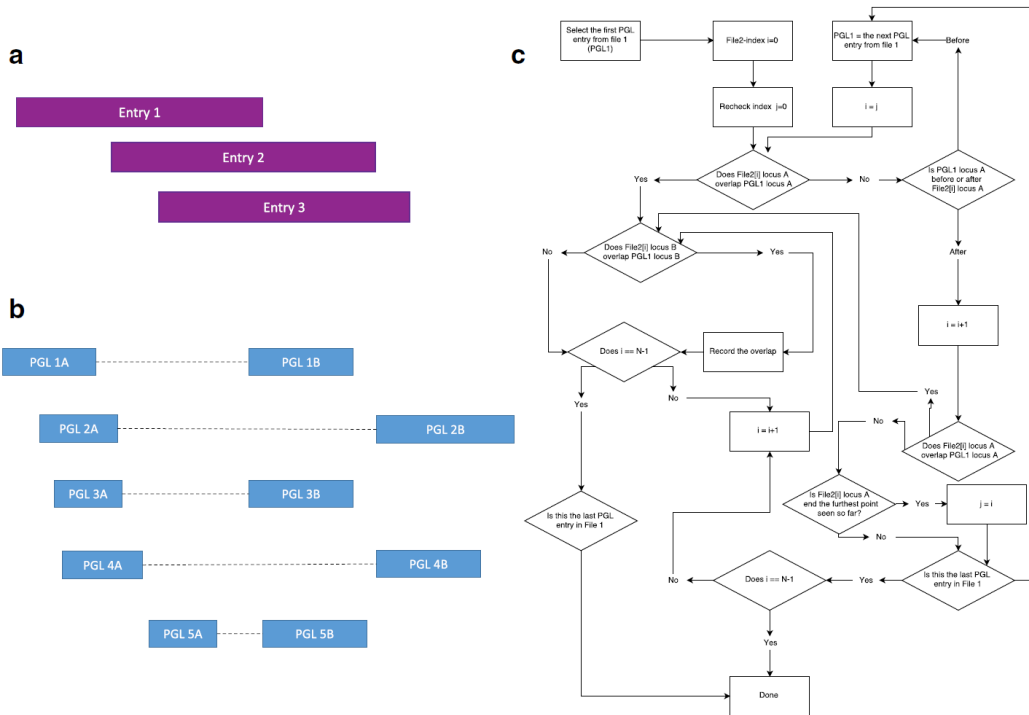 a
Entry 1
Entry 2
Entry 3
b
PGL 1A
PGL 1B
PGL 2A
PGL 2B
PGL 3A
PGL 3B
PGL 4A
PGL 4B
PGL 5A
PGL 5B
c
Select the first PGL
entry from file 1
(PGL1)
File2-index i=0
PGL1 = the next PGL
entry from file 1
Before
Recheck index j=0
i = j
Does File2[i] locus A
overlap PGL1 locus A
Yes
No
Is PGL1 locus A
before or after
File2[i] locus A
Does File2[i] locus B
overlap PGL1 locus B
No
Yes
After
i = i+1
Does i == N-1
Record the overlap
Yes
No
Yes
i = i+1
No
Does File2[i] locus A
overlap PGL1 locus A
Is File2[i] locus A
end the furthest point
seen so far?
Yes
j = i
Is this the last PGL
entry in File 1
No
No
Does i == N-1
Yes
Is this the last PGL
entry in File 1
Yes
Done